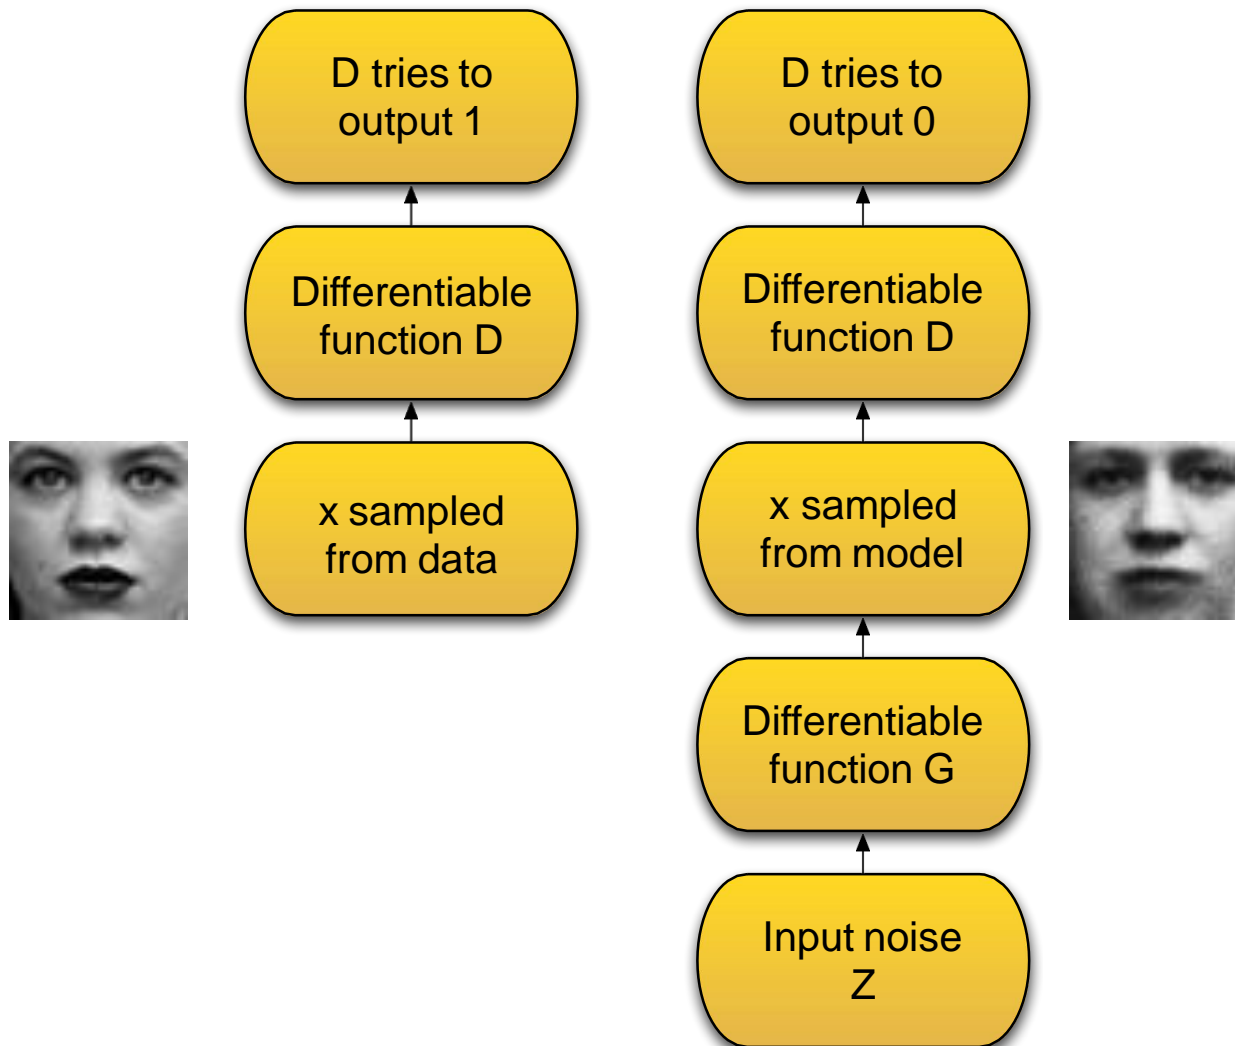 D tries to
output 1
D tries to
output 0
Differentiable
function D
Differentiable
function D
x sampled
from data
x sampled
from model
Differentiable
function G
Input noise
Z